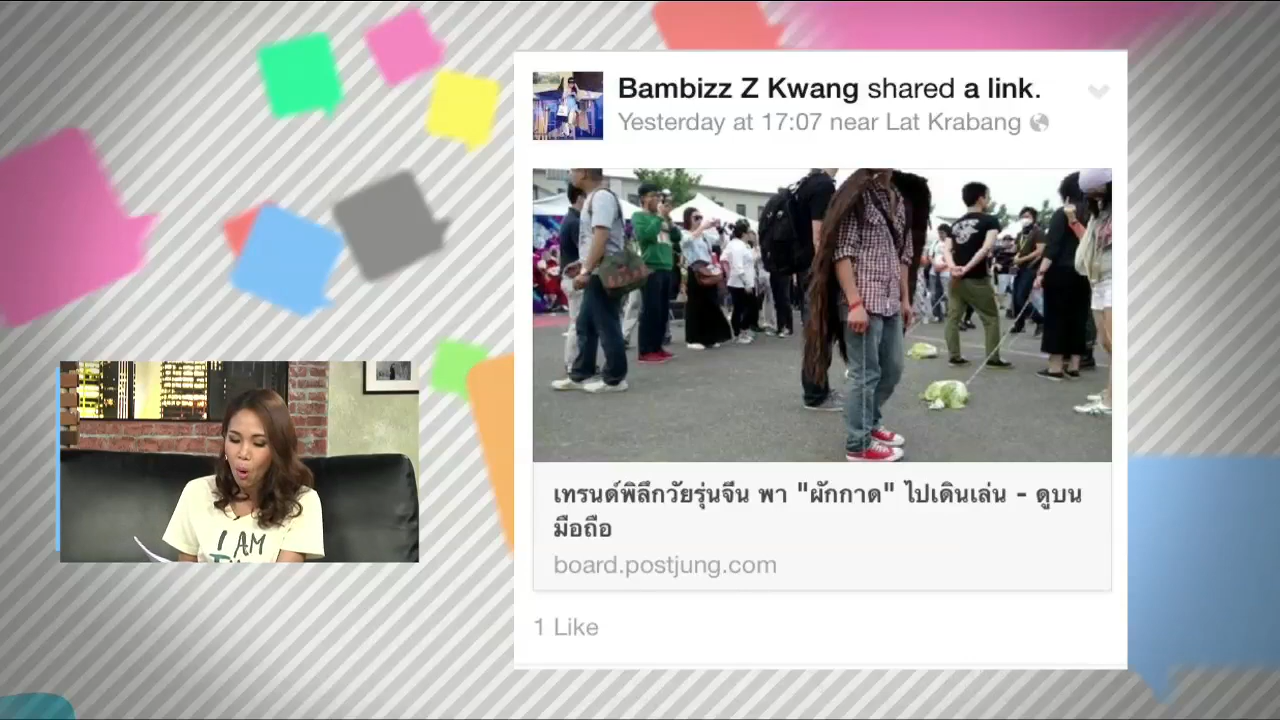 Bambizz Z Kwang shared a link.
Yesterday at 17:07 near Lat Krabang
เทรนด์พิลึกวัยรุ่นจีน พา "ผักกาด" ไปเดินเล่น - ดูบน
มือถือ
board.postjung.com
1 Like
I AM